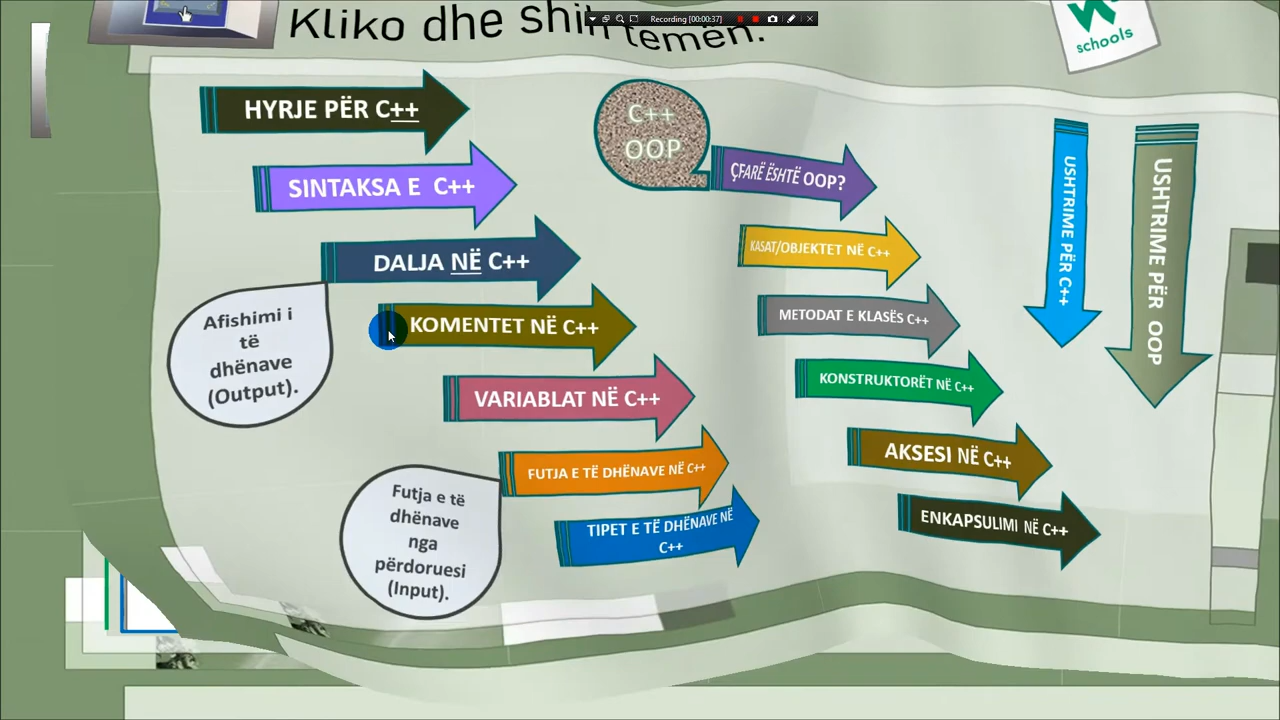 Kliko dhe shih temën.
Recording [00:00:37]
schools
HYRJE PËR C++
SINTAKSA E C++
DALJA NË C++
Afishimi i
të
dhënave
(Output).
KOMENTET NË C++
VARIABLAT NË C++
FUTJA E TË DHËNAVE NË C++
Futja e të
dhënave
nga
përdoruesi
(Input).
TIPET E TË DHËNAVE NË
C++
C++
OOP
ÇFARË ËSHTË OOP?
KASAT/OBJEKTET NË C++
METODAT E KLASËS C++
KONSTRUKTORËT NË C++
AKSESI NË C++
ENKAPSULIMI NË C++
USHTRIME PËR C++
USHTRIME PËR OOP